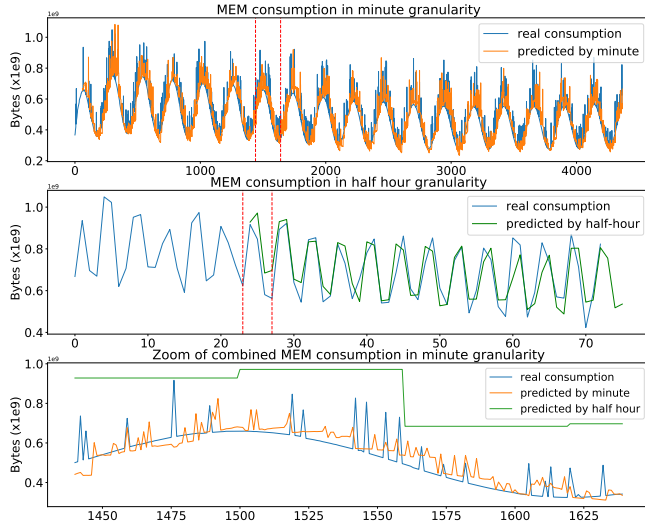 MEM consumption in minute granularity
1e9
Bytes (x1e9)
1.0
0.8
0.6
0.4
0.2
real consumption
predicted by minute
0 1000 2000 3000 4000
MEM consumption in half hour granularity
1e9
Bytes (x1e9)
1.0
0.8
0.6
0.4
real consumption
predicted by half-hour
0 10 20 30 40 50 60 70
Zoom of combined MEM consumption in minute granularity
1e9
Bytes (x1e9)
1.0
0.8
0.6
0.4
real consumption
predicted by minute
predicted by half hour
1450 1475 1500 1525 1550 1575 1600 1625